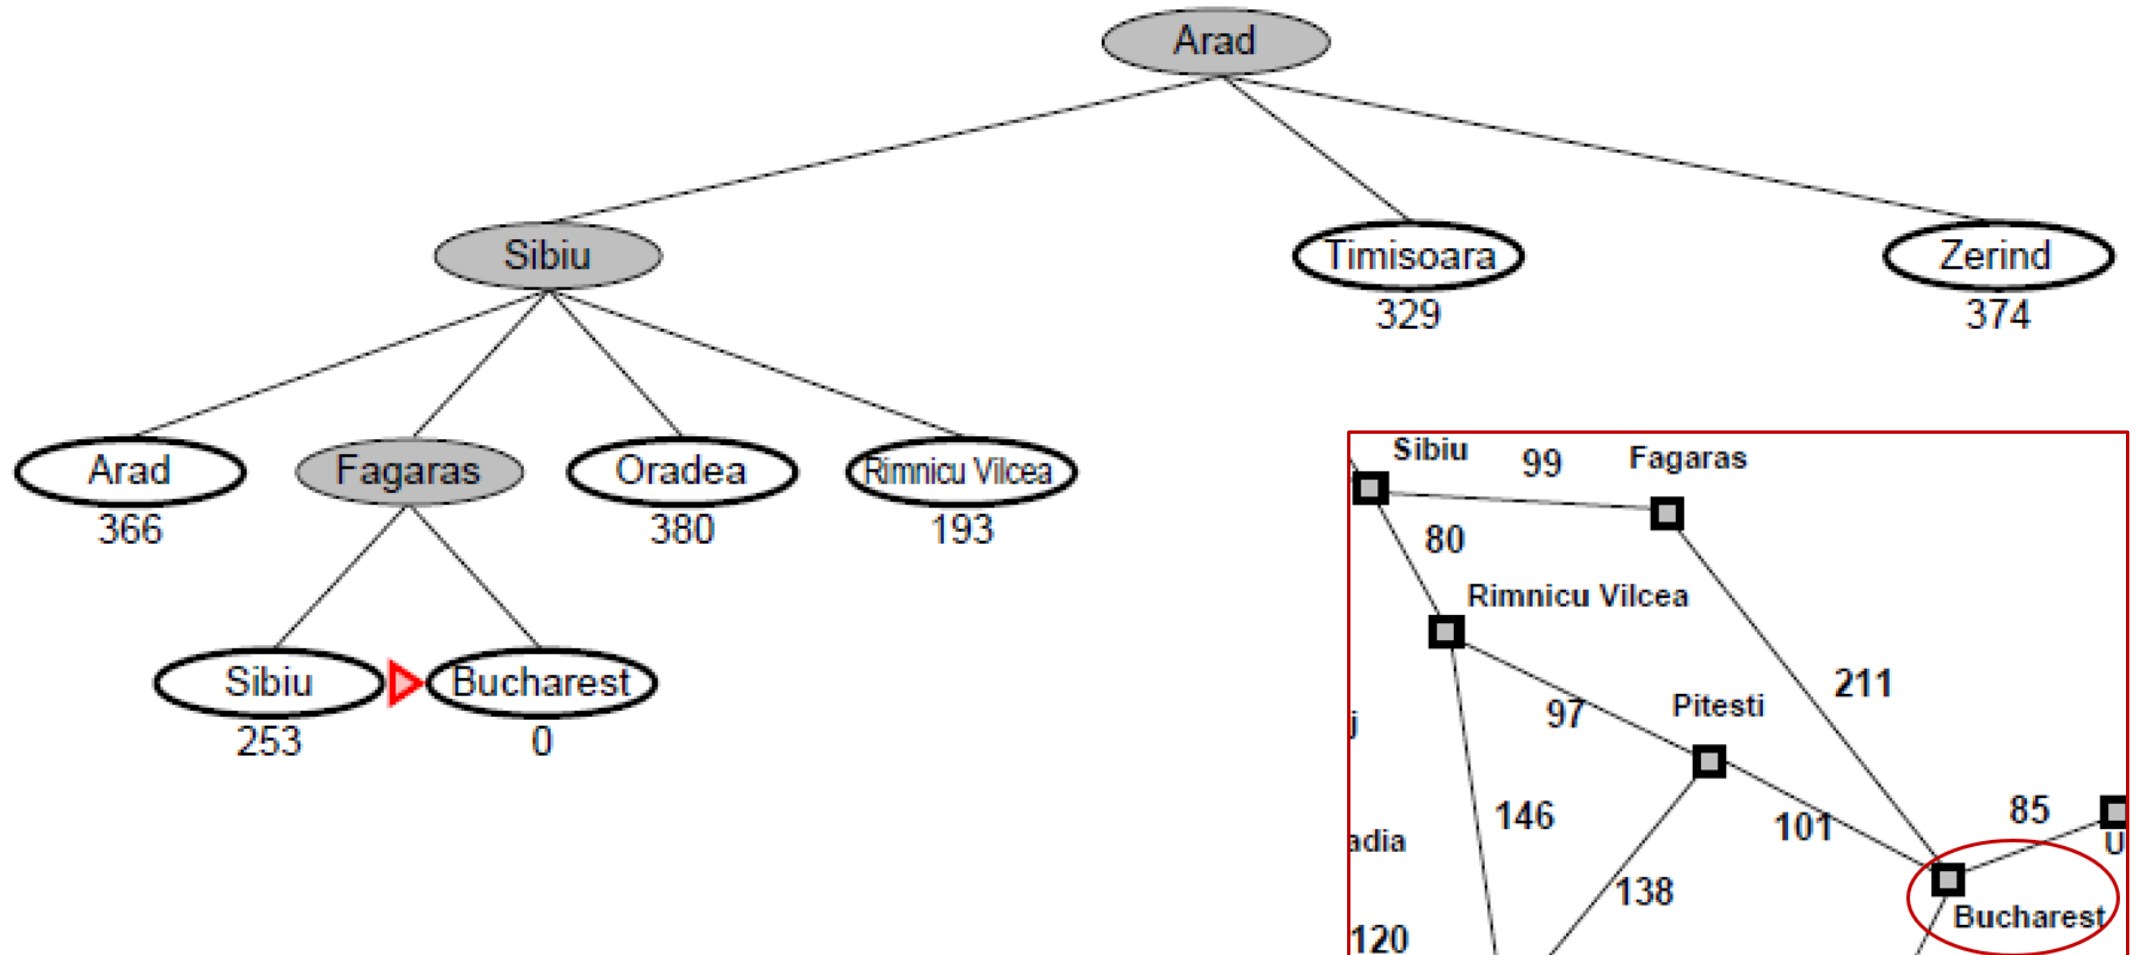 Arad
Sibiu
Timisoara
Zerind
329
374
Arad
Fagaras
Oradea
Rimnicu Vilcea
366
380
193
Sibiu
Bucharest
253
0
Sibiu
99
Fagaras
80
Rimnicu Vilcea
211
97
Pitesti
j
146
101
85
adia
U
138
Bucharest
120